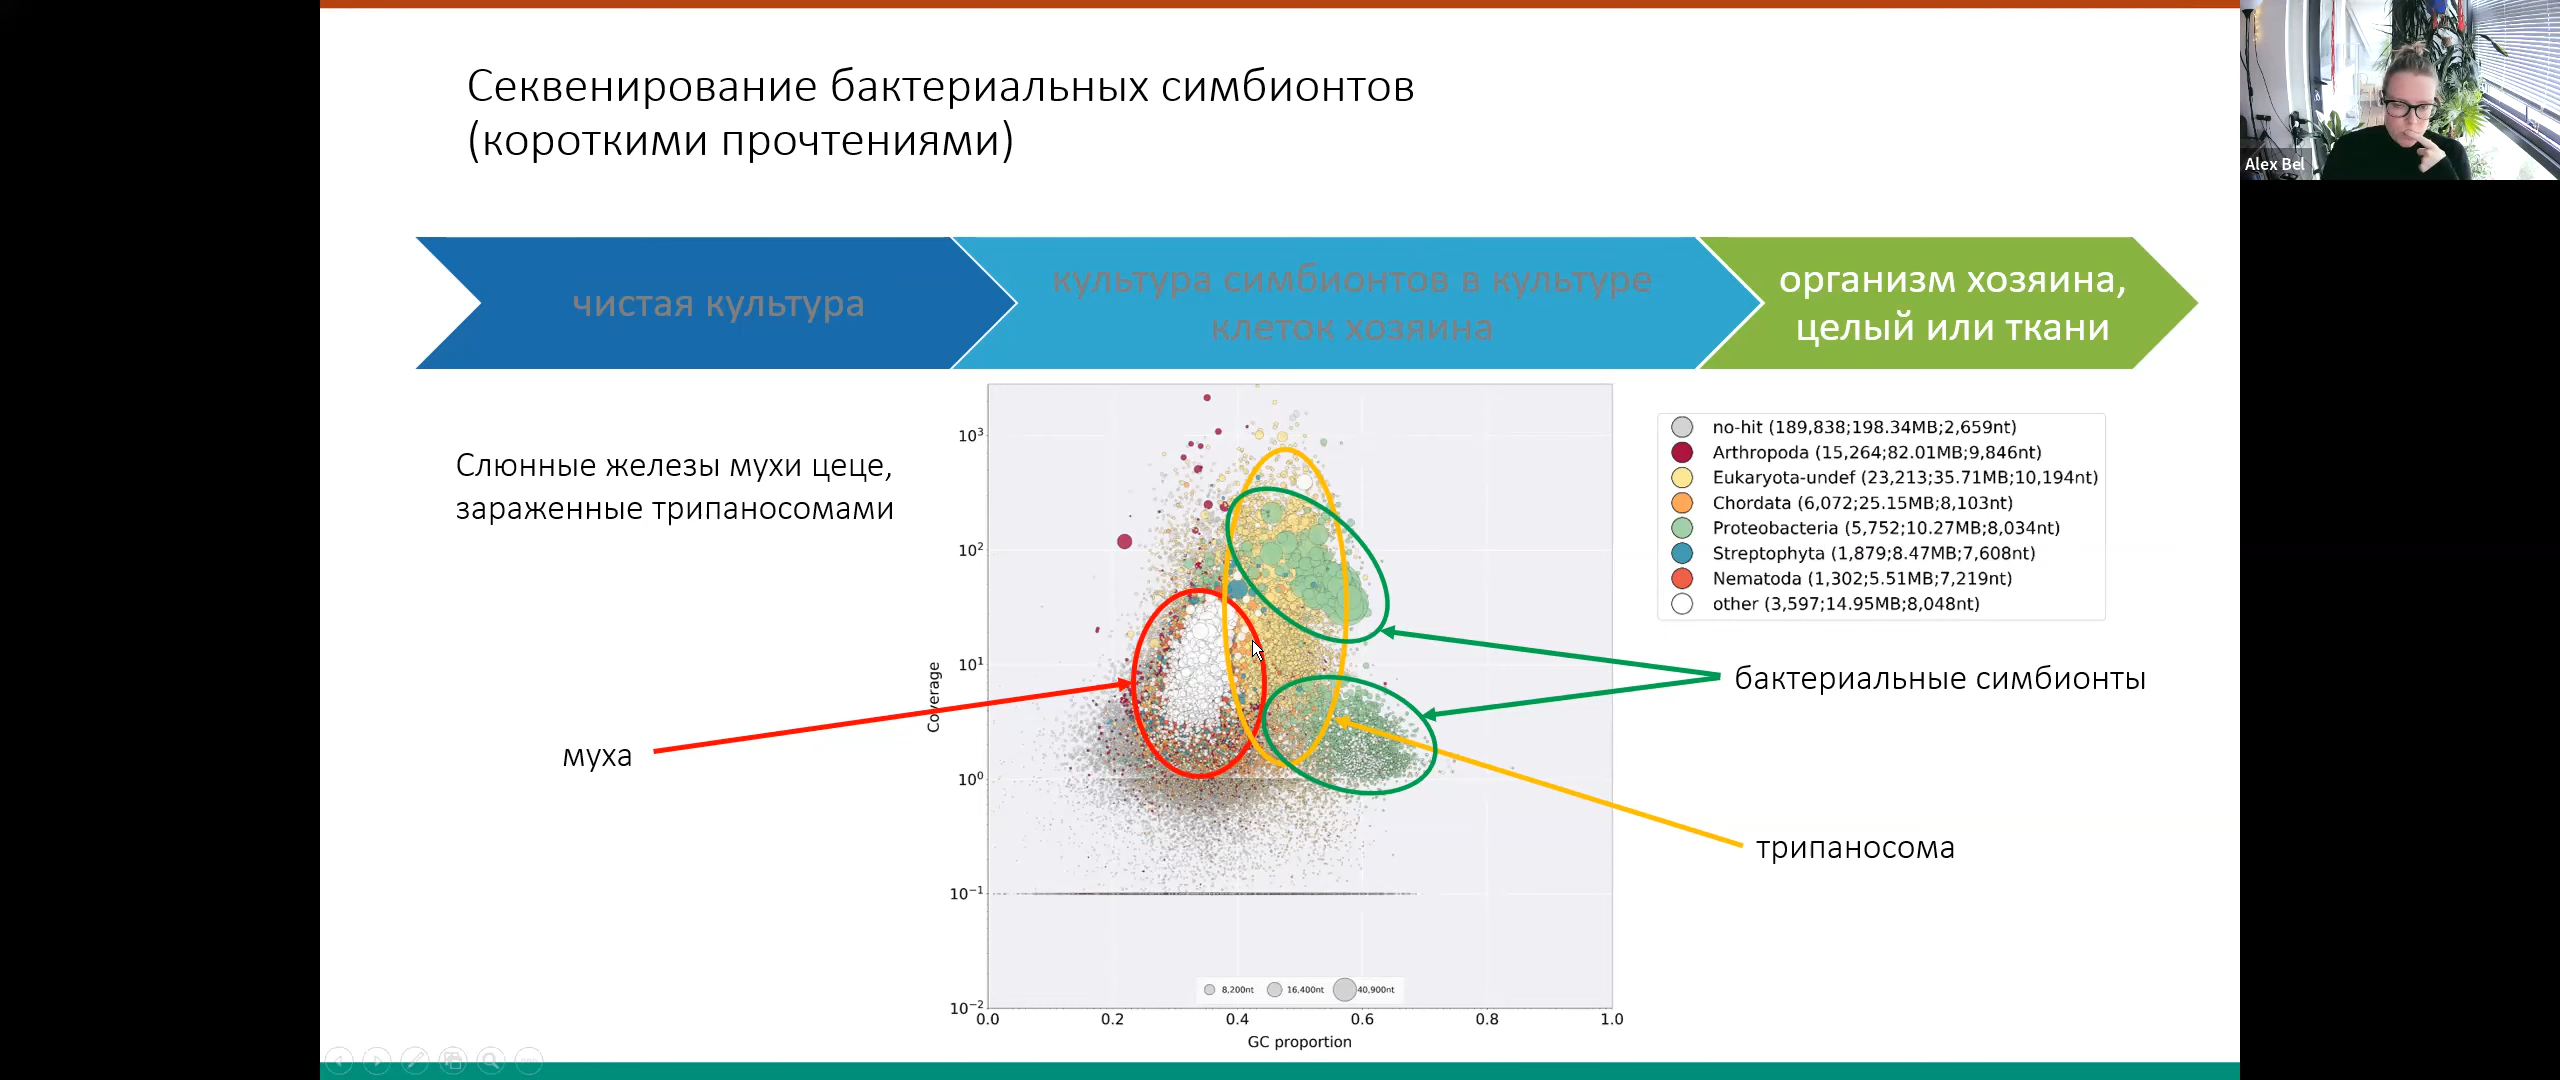 Секвенирование бактериальных симбионтов
(короткими прочтениями)
Alex Bel
чистая культура
культура симбионтов в культуре
клеток хозяина
организм хозяина,
целый или ткани
Слюнные железы мухи цеце,
зараженные трипаносомами
муха
Coverage
10³
10²
10¹
10⁰
10⁻¹
10⁻²
0.0 0.2 0.4 0.6 0.8 1.0
GC proportion
8,200nt 16,400nt 40,900nt
no-hit (189,838;198.34MB;2,659nt)
Arthropoda (15,264;82.01MB;9,846nt)
Eukaryota-undef (23,213;35.71MB;10,194nt)
Chordata (6,072;25.15MB;8,103nt)
Proteobacteria (5,752;10.27MB;8,034nt)
Streptophyta (1,879;8.47MB;7,608nt)
Nematoda (1,302;5.51MB;7,219nt)
other (3,597;14.95MB;8,048nt)
бактериальные симбионты
трипаносома